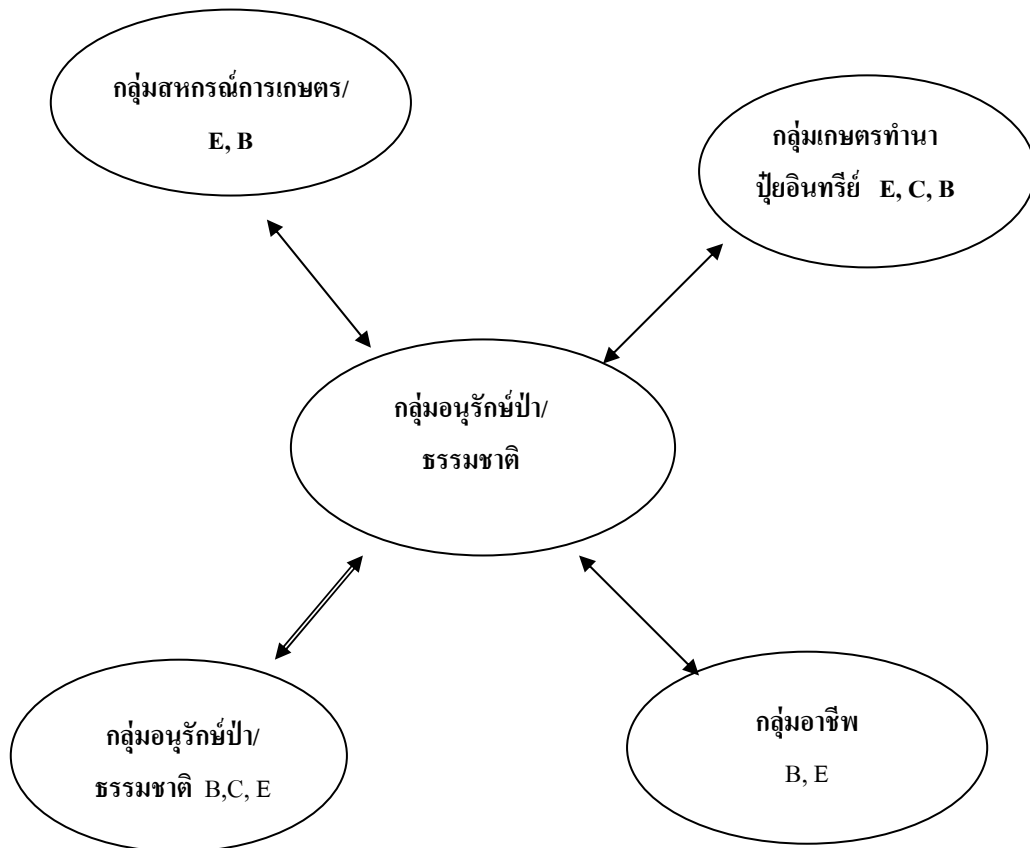 กลุ่มสหกรณ์การเกษตร/
E, B
กลุ่มเกษตรทำนา
ปุ๋ยอินทรีย์ E, C, B
กลุ่มอนุรักษ์ป่า/
ธรรมชาติ
กลุ่มอนุรักษ์ป่า/
ธรรมชาติ B,C, E
กลุ่มอาชีพ
B, E